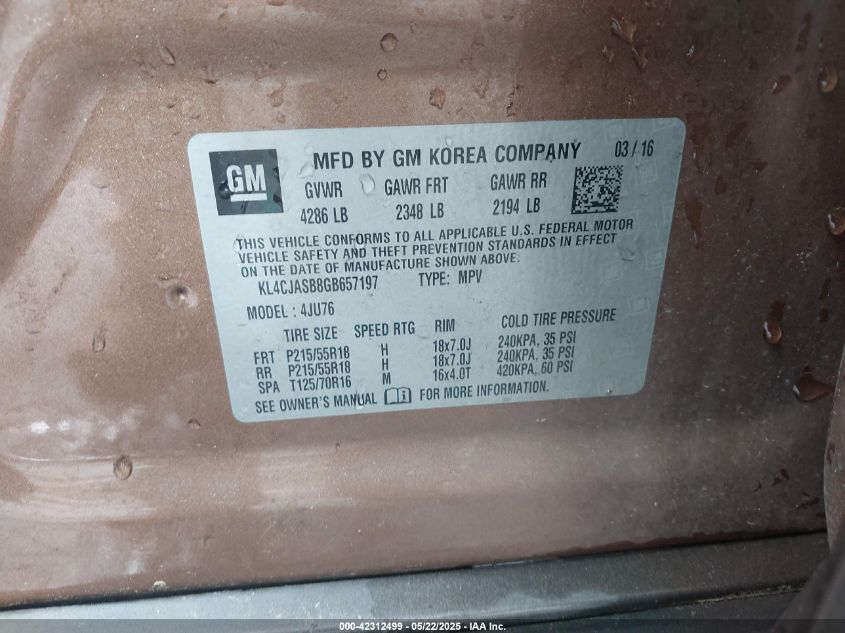 GM
MFD BY GM KOREA COMPANY 03 / 16
GVWR GAWR FRT GAWR RR
4286 LB 2348 LB 2194 LB
THIS VEHICLE CONFORMS TO ALL APPLICABLE U.S. FEDERAL MOTOR
VEHICLE SAFETY AND THEFT PREVENTION STANDARDS IN EFFECT
ON THE DATE OF MANUFACTURE SHOWN ABOVE.
KL4CJASB8GB657197 TYPE: MPV
MODEL : 4JU76
TIRE SIZE SPEED RTG RIM COLD TIRE PRESSURE
FRT P215/55R18 H 18x7.0J 240KPA, 35 PSI
RR P215/55R18 H 18x7.0J 240KPA, 35 PSI
SPA T125/70R16 M 16x4.0T 420KPA, 60 PSI
SEE OWNER'S MANUAL FOR MORE INFORMATION.
000-42312499 - 05/22/2025 - IAA Inc.